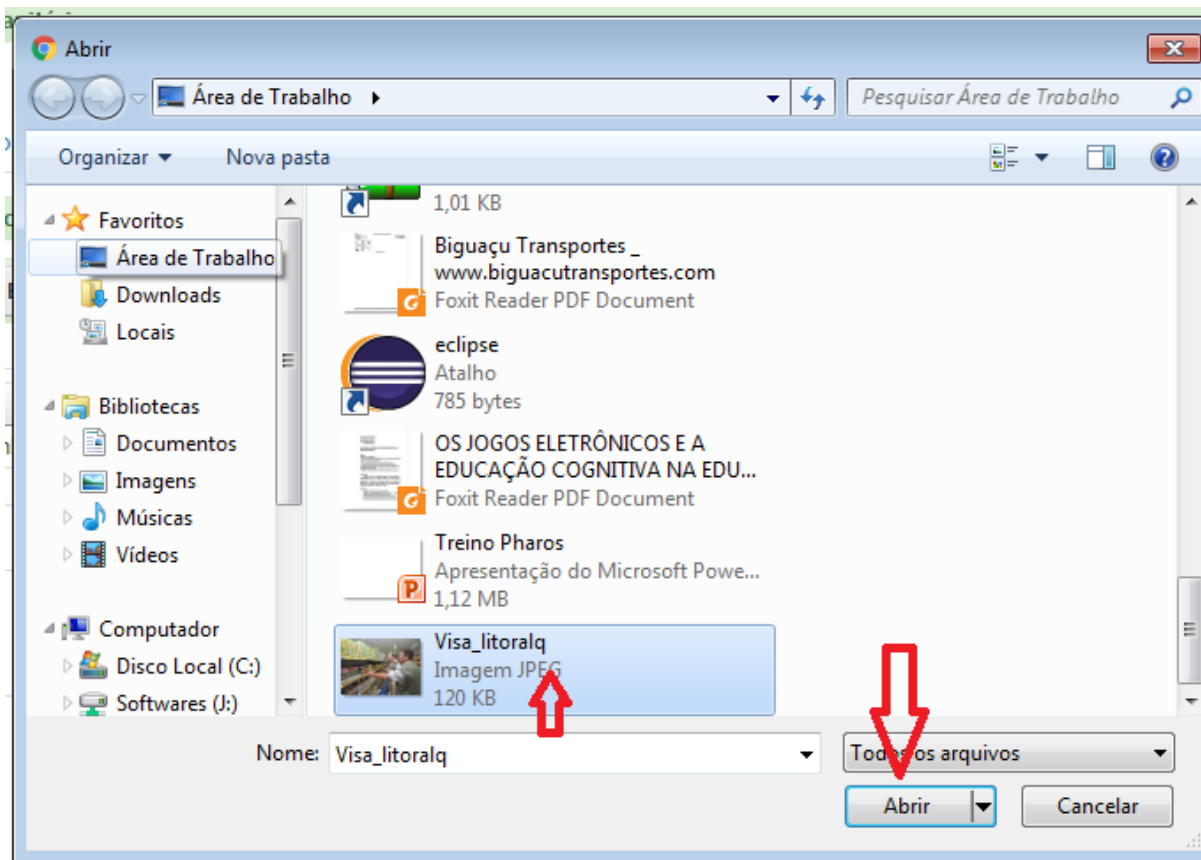 Abrir
Área de Trabalho
Pesquisar Área de Trabalho
Organizar
Nova pasta
Favoritos
Área de Trabalho
Downloads
Locais
Bibliotecas
Documentos
Imagens
Músicas
Vídeos
Computador
Disco Local (C:)
Softwares (J:)
1,01 KB
Biguaçu Transportes _
www.biguacutransportes.com
Foxit Reader PDF Document
eclipse
Atalho
785 bytes
OS JOGOS ELETRÔNICOS E A
EDUCAÇÃO COGNITIVA NA EDU...
Foxit Reader PDF Document
Treino Pharos
Apresentação do Microsoft Powe...
1,12 MB
Visa_litoralq
Imagem JPEG
120 KB
Nome: Visa_litoralq
Todos os arquivos
Abrir
Cancelar